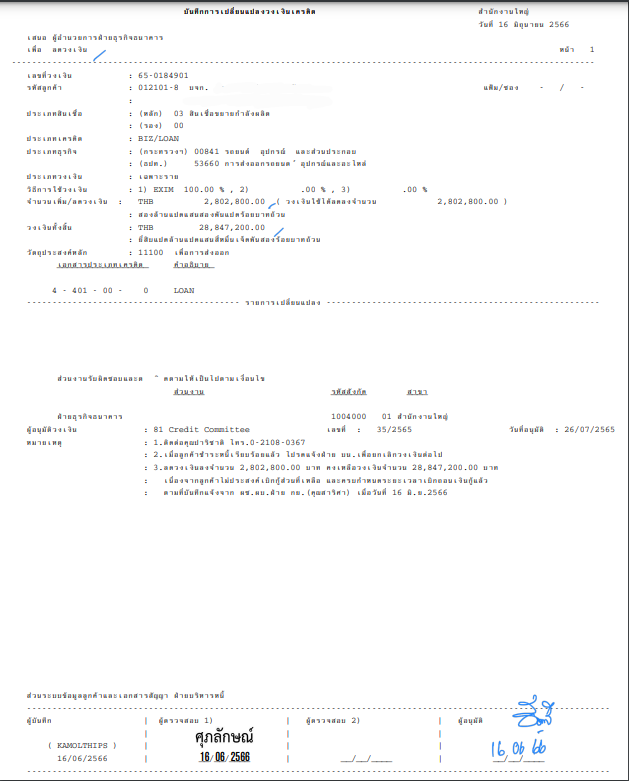 บันทึกการเปลี่ยนแปลงวงเงินเครดิต
สำนักงานใหญ่
วันที่ 16 มิถุนายน 2566
เสนอ ผู้อำนวยการฝ่ายธุรกิจธนาคาร
เพื่อ ลดวงเงิน
หน้า 1
เลขที่วงเงิน : 65-0184901
รหัสลูกค้า : 012101-8 บจก. แฟ้ม/ช่อง - / -
:
ประเภทสินเชื่อ : (หลัก) 03 สินเชื่อขยายกำลังผลิต
: (รอง) 00
ประเภทเครดิต : BIZ/LOAN
ประเภทธุรกิจ : (กระทรวงฯ) 00841 รถยนต์ อุปกรณ์ และส่วนประกอบ
: (ธปท.) 53660 การส่งออกรถยนต์ อุปกรณ์และอะไหล่
ประเภทวงเงิน : เฉพาะราย
วิธีการใช้วงเงิน : 1) EXIM 100.00 % , 2) .00 % , 3) .00 %
จำนวนเพิ่ม/ลดวงเงิน : THB 2,802,800.00 ( วงเงินใช้ได้ลดลงจำนวน 2,802,800.00 )
: สองล้านแปดแสนสองพันแปดร้อยบาทถ้วน
วงเงินทั้งสิ้น : THB 28,847,200.00
: ยี่สิบแปดล้านแปดแสนสี่หมื่นเจ็ดพันสองร้อยบาทถ้วน
วัตถุประสงค์หลัก : 11100 เพื่อการส่งออก
เอกสารประเภทเครดิต คำอธิบาย
4 - 401 - 00 - 0 LOAN
รายการเปลี่ยนแปลง
ส่วนงานรับผิดชอบและต ิดตามให้เป็นไปตามเงื่อนไข
ส่วนงาน รหัสสังกัด สาขา
ฝ่ายธุรกิจธนาคาร 1004000 01 สำนักงานใหญ่
ผู้อนุมัติวงเงิน : 81 Credit Committee เลขที่ : 35/2565 วันที่อนุมัติ : 26/07/2565
หมายเหตุ : 1.ติดต่อคุณปาริชาติ โทร.0-2108-0367
: 2.เมื่อลูกค้าชำระหนี้เรียบร้อยแล้ว โปรดแจ้งฝ่าย บน.เพื่อยกเลิกวงเงินต่อไป
: 3.ลดวงเงินลงจำนวน 2,802,800.00 บาท คงเหลือวงเงินจำนวน 28,847,200.00 บาท
: เนื่องจากลูกค้าไม่ประสงค์เบิกกู้ส่วนที่เหลือ และครบกำหนดระยะเวลาเบิกถอนเงินกู้แล้ว
: ตามที่บันทึกแจ้งจาก ผช.ผบ.ฝ่าย กย.(คุณสาริศา) เมื่อวันที่ 16 มิ.ย.2566
ส่วนระบบข้อมูลลูกค้าและเอกสารสัญญา ฝ่ายบริหารหนี้
ผู้บันทึก | ผู้ตรวจสอบ 1) | ผู้ตรวจสอบ 2) | ผู้อนุมัติ
( KAMOLTHIPS ) ศุภลักษณ์
16/06/2566 16/06/2566 __/__/____ 16 06 66